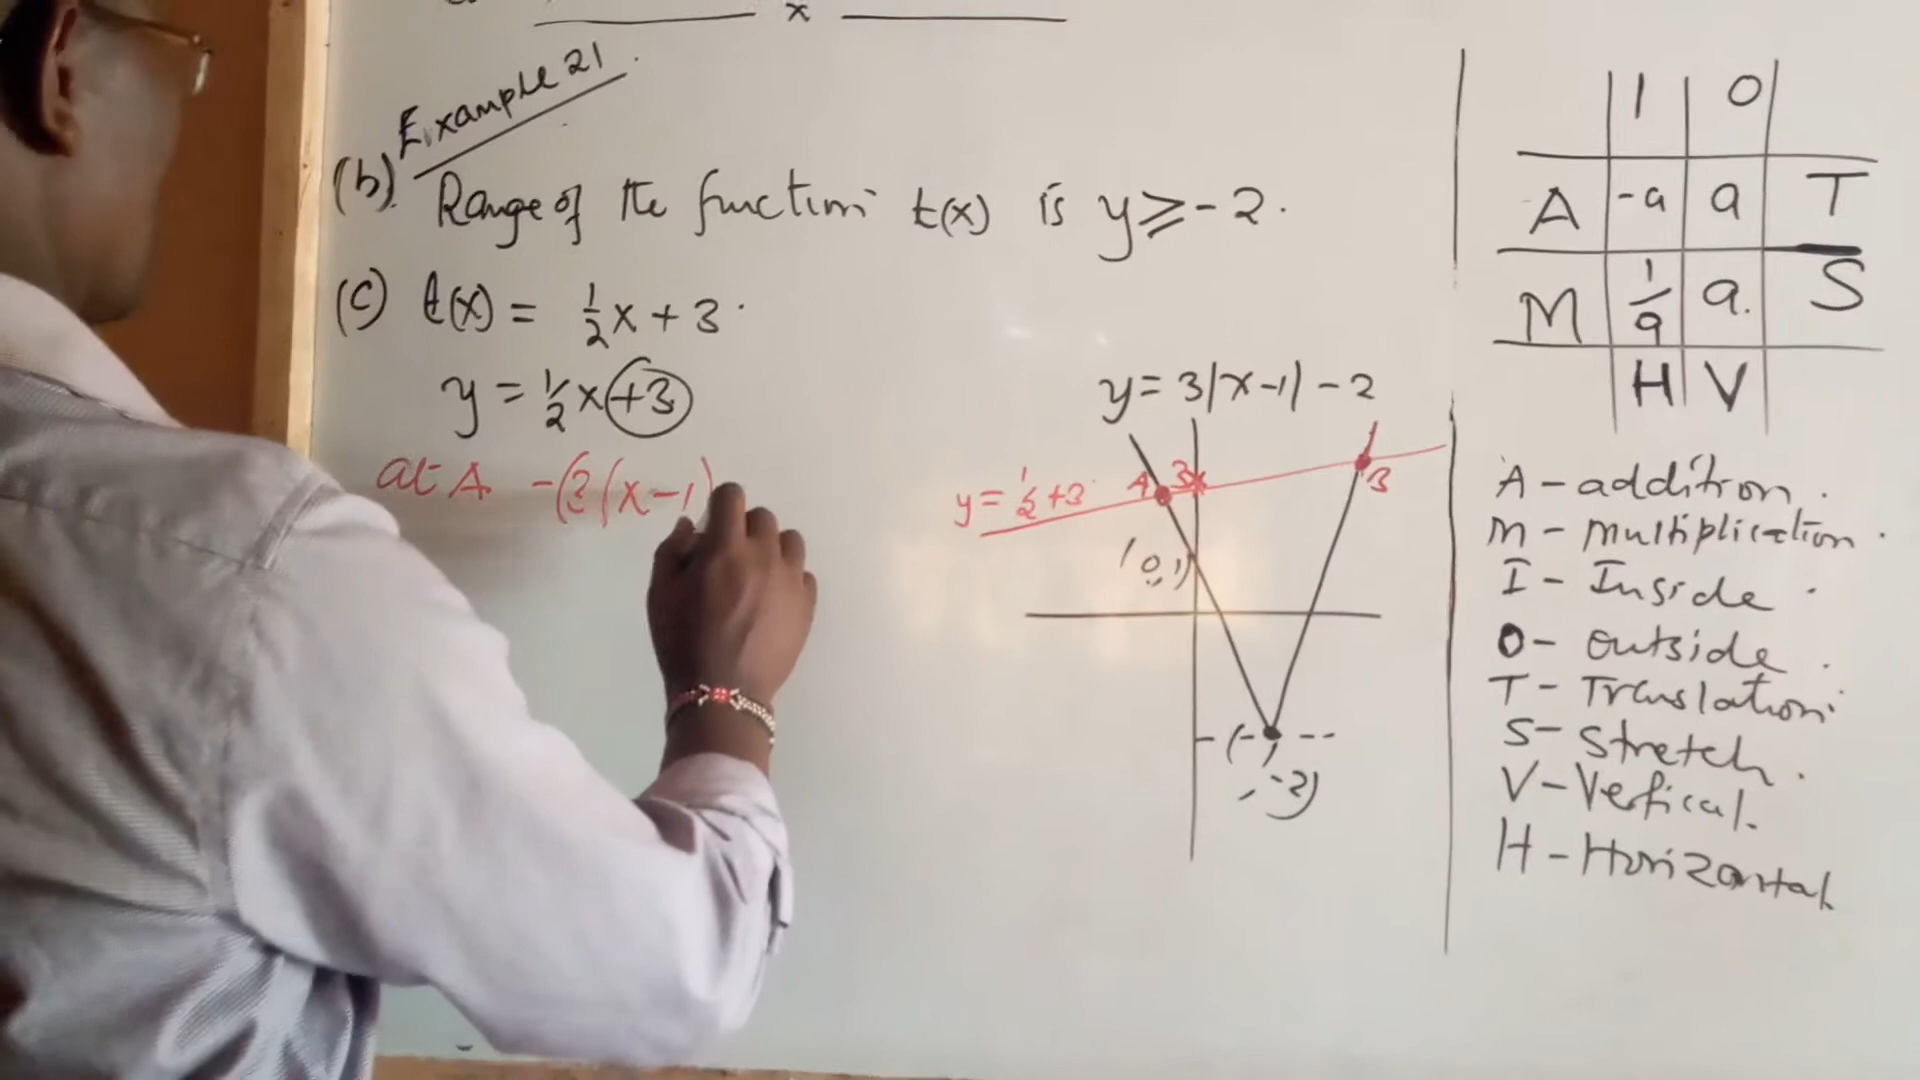 x
Example 21.
(b). Range of the function t(x) is y ≥ -2.
(c) t(x) = 1/2 x + 3.
y = 1/2 x + 3
at A -(3(x-1)
y = 3|x-1| - 2
y = 1/2 + 3
A 3 B
(0,1)
, -2)
1 0
A -a a T
M 1/a a. S
H V
A - addition.
M - Multiplication.
I - Inside.
O - outside.
T - Translation.
S - Stretch.
V - Vertical.
H - Horizontal